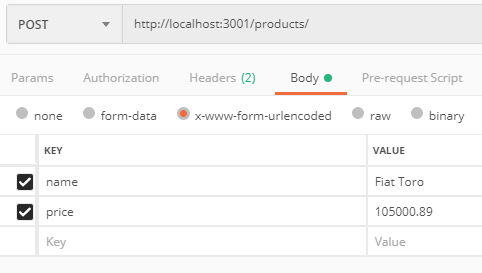 POST http://localhost:3001/products/
Params Authorization Headers (2) Body Pre-request Script
none form-data x-www-form-urlencoded raw binary
KEY VALUE
name Fiat Toro
price 105000.89
Key Value